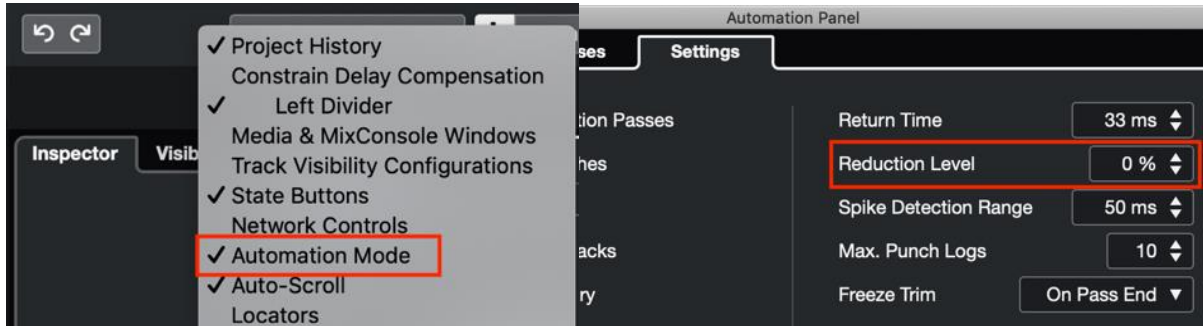 Project History
Constrain Delay Compensation
Left Divider
Media & MixConsole Windows
Inspector
Track Visibility Configurations
State Buttons
Network Controls
Automation Mode
Auto-Scroll
Locators
Automation Panel
Settings
Return Time
33 ms
Reduction Level
0 %
Spike Detection Range
50 ms
Max. Punch Logs
10
Freeze Trim
On Pass End